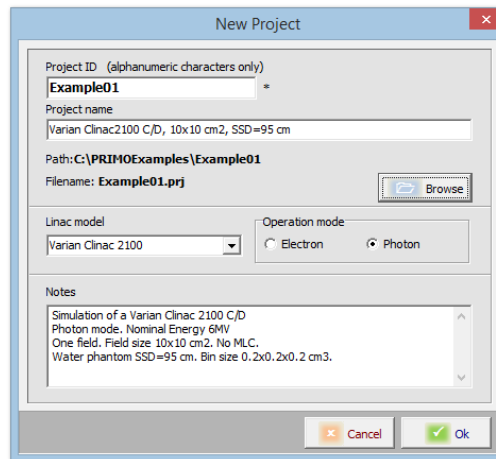 New Project
Project ID (alphanumeric characters only)
Example01 *
Project name
Varian Clinac2100 C/D, 10x10 cm2, SSD=95 cm
Path:C:\PRIMOExamples\Example01
Filename: Example01.prj
Browse
Linac model
Operation mode
Varian Clinac 2100
Electron
Photon
Notes
Simulation of a Varian Clinac 2100 C/D
Photon mode. Nominal Energy 6MV
One field. Field size 10x10 cm2. No MLC.
Water phantom SSD=95 cm. Bin size 0.2x0.2x0.2 cm3.
Cancel
Ok